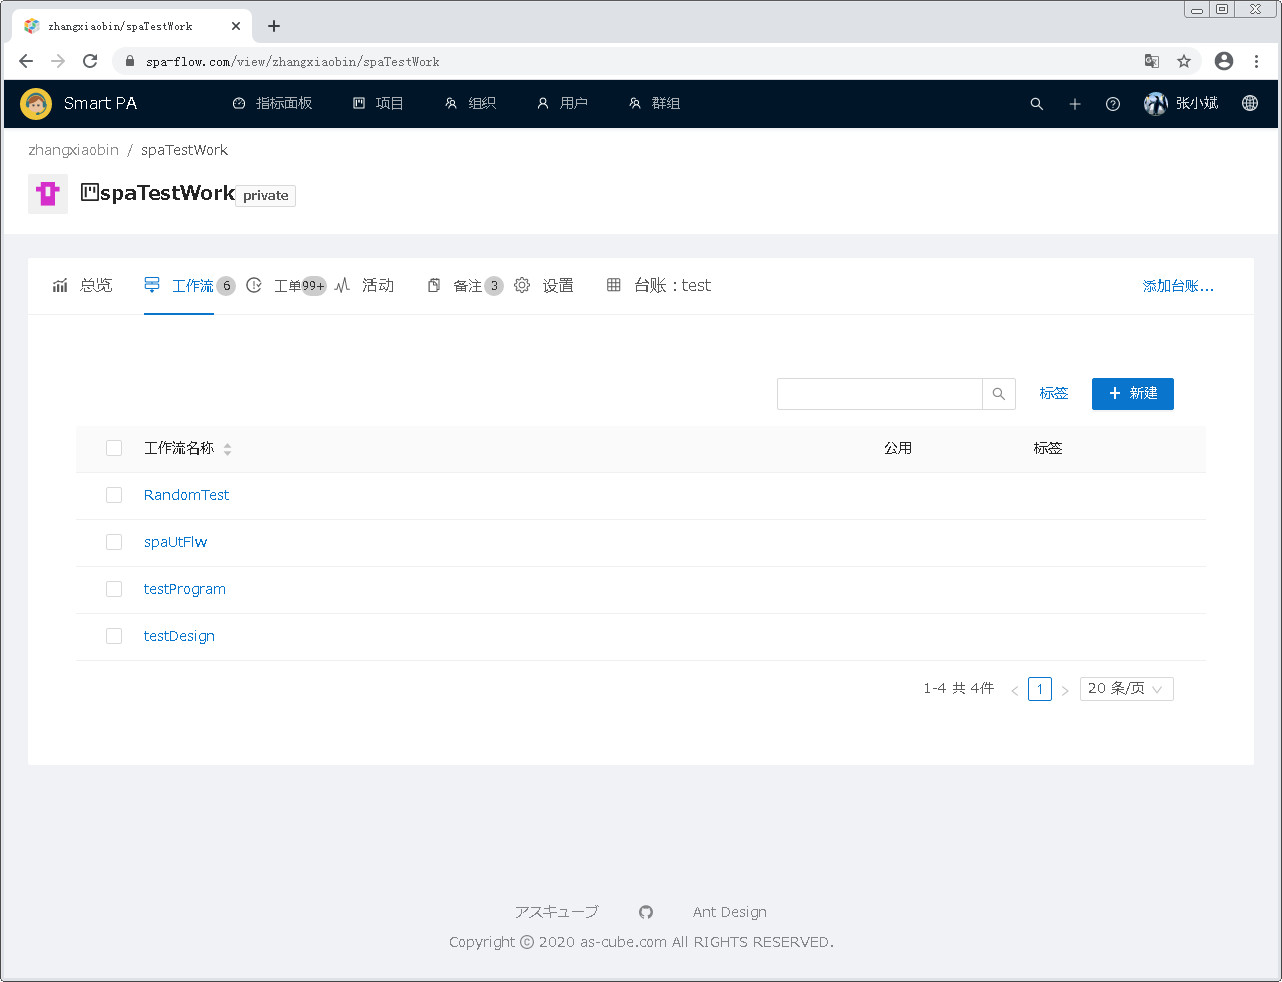 zhangxiaobin/spaTestWork
spa-flow.com/view/zhangxiaobin/spaTestWork
Smart PA 指标面板 项目 组织 用户 群组 张小斌
zhangxiaobin / spaTestWork
spaTestWork private
总览 工作流 6 工单 99+ 活动 备注 3 设置 台账：test 添加台账...
标签 + 新建
工作流名称 公用 标签
RandomTest
spaUtFlw
testProgram
testDesign
1-4 共 4件 < 1 > 20 条/页
アスキューブ Ant Design
Copyright © 2020 as-cube.com All RIGHTS RESERVED.